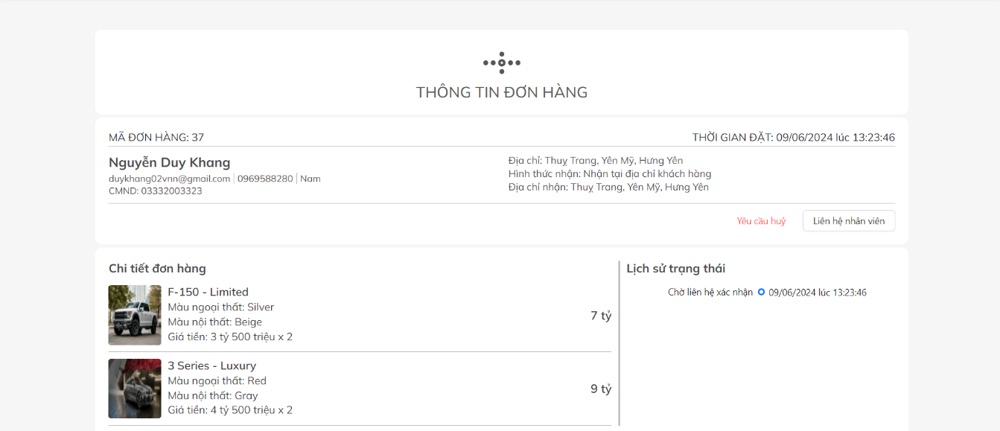 THÔNG TIN ĐƠN HÀNG
MÃ ĐƠN HÀNG: 37
THỜI GIAN ĐẶT: 09/06/2024 lúc 13:23:46
Nguyễn Duy Khang
duykhang02vnn@gmail.com | 0969588280 | Nam
CMND: 03332003323
Địa chỉ: Thuỵ Trang, Yên Mỹ, Hưng Yên
Hình thức nhận: Nhận tại địa chỉ khách hàng
Địa chỉ nhận: Thuỵ Trang, Yên Mỹ, Hưng Yên
Yêu cầu huỷ
Liên hệ nhân viên
Chi tiết đơn hàng
F-150 - Limited
Màu ngoại thất: Silver
Màu nội thất: Beige
Giá tiền: 3 tỷ 500 triệu x 2
7 tỷ
3 Series - Luxury
Màu ngoại thất: Red
Màu nội thất: Gray
Giá tiền: 4 tỷ 500 triệu x 2
9 tỷ
Lịch sử trạng thái
Chờ liên hệ xác nhận 09/06/2024 lúc 13:23:46